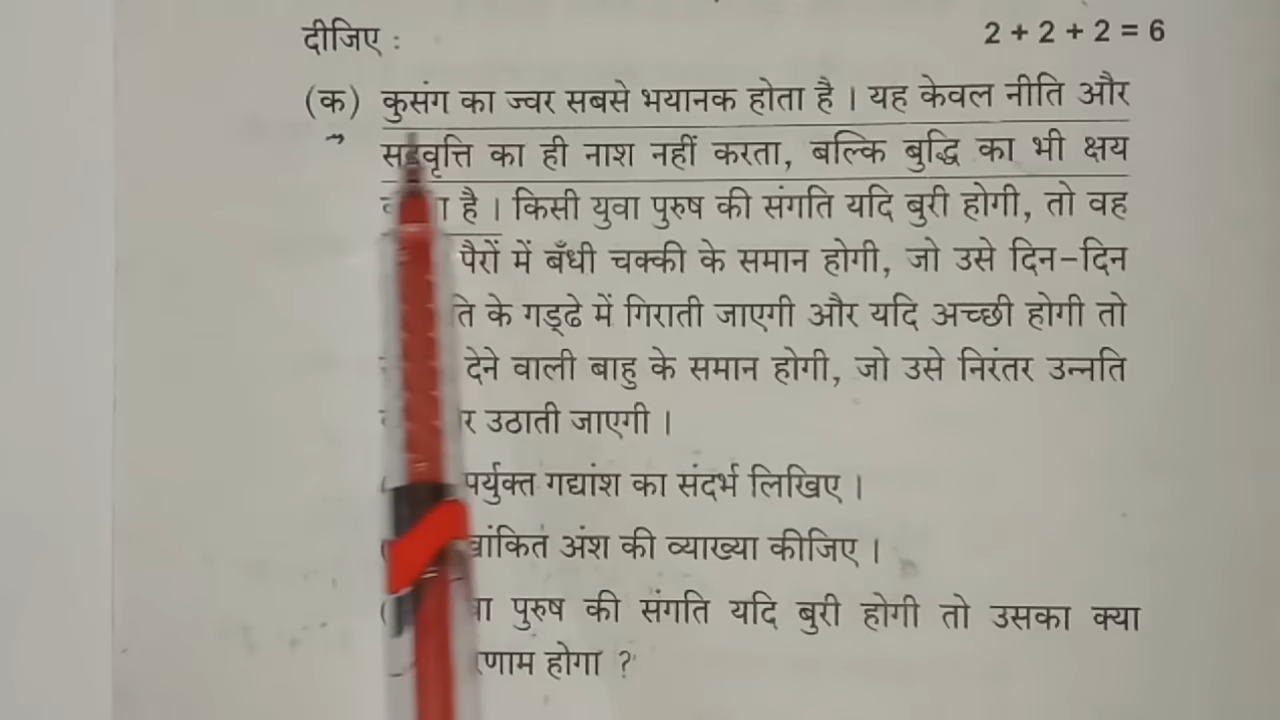 दीजिए : 2 + 2 + 2 = 6
(क) कुसंग का ज्वर सबसे भयानक होता है । यह केवल नीति और
सद्वृत्ति का ही नाश नहीं करता, बल्कि बुद्धि का भी क्षय
है । किसी युवा पुरुष की संगति यदि बुरी होगी, तो वह
पैरों में बँधी चक्की के समान होगी, जो उसे दिन-दिन
के गड्ढे में गिराती जाएगी और यदि अच्छी होगी तो
देने वाली बाहु के समान होगी, जो उसे निरंतर उन्नति
उठाती जाएगी ।
गद्यांश का संदर्भ लिखिए ।
अंश की व्याख्या कीजिए ।
पुरुष की संगति यदि बुरी होगी तो उसका क्या
होगा ?